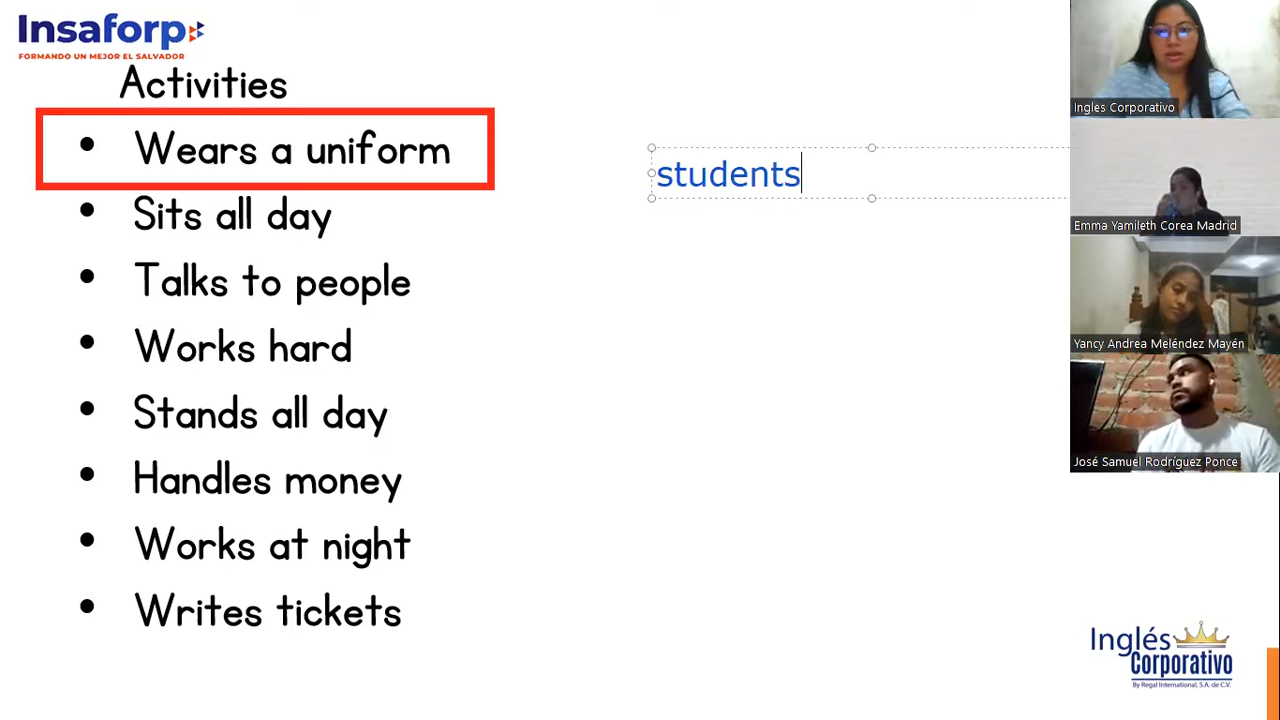 Insaforp
FORMANDO UN MEJOR EL SALVADOR
Activities
• Wears a uniform
• Sits all day
• Talks to people
• Works hard
• Stands all day
• Handles money
• Works at night
• Writes tickets
students
Ingles Corporativo
Emma Yamileth Corea Madrid
Yancy Andrea Meléndez Mayén
José Samuel Rodríguez Ponce
Inglés
Corporativo
By Regal International, S.A. de C.V.